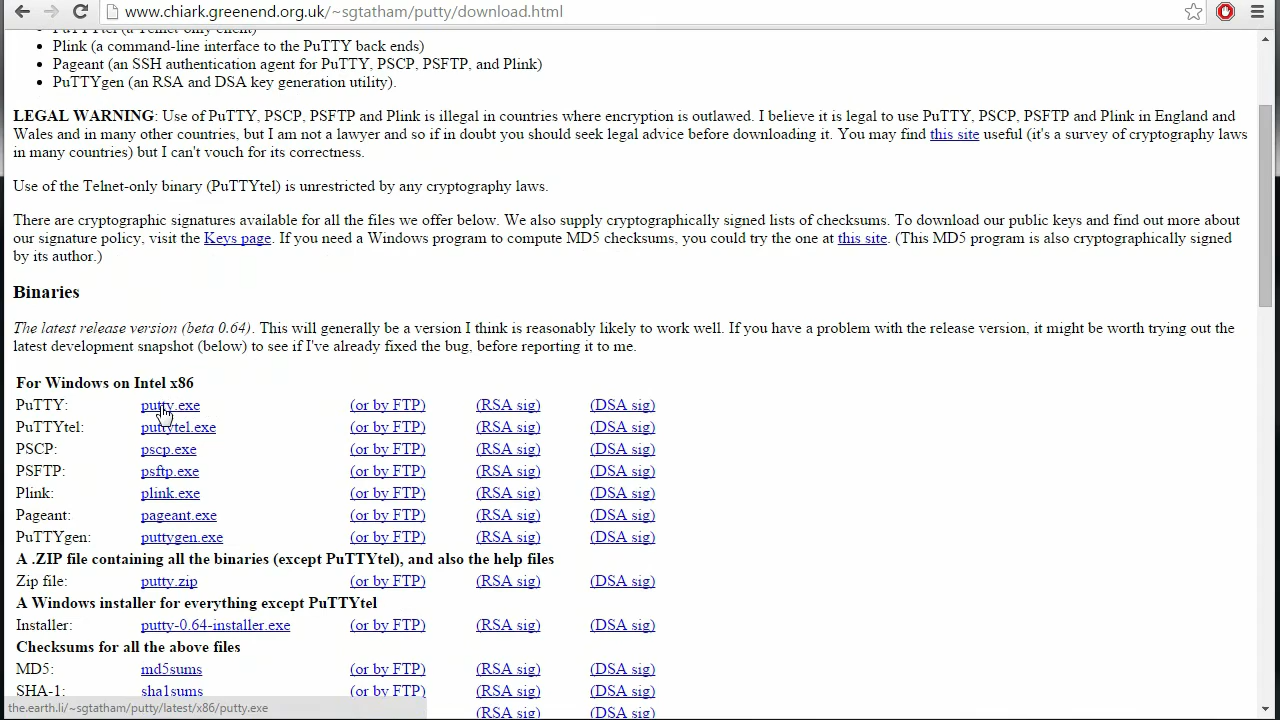 www.chiark.greenend.org.uk/~sgtatham/putty/download.html
PuTTYtel (a Telnet-only client)
Plink (a command-line interface to the PuTTY back ends)
Pageant (an SSH authentication agent for PuTTY, PSCP, PSFTP, and Plink)
PuTTYgen (an RSA and DSA key generation utility).
LEGAL WARNING: Use of PuTTY, PSCP, PSFTP and Plink is illegal in countries where encryption is outlawed. I believe it is legal to use PuTTY, PSCP, PSFTP and Plink in England and
Wales and in many other countries, but I am not a lawyer and so if in doubt you should seek legal advice before downloading it. You may find this site useful (it's a survey of cryptography laws
in many countries) but I can't vouch for its correctness.
Use of the Telnet-only binary (PuTTYtel) is unrestricted by any cryptography laws.
There are cryptographic signatures available for all the files we offer below. We also supply cryptographically signed lists of checksums. To download our public keys and find out more about
our signature policy, visit the Keys page. If you need a Windows program to compute MD5 checksums, you could try the one at this site. (This MD5 program is also cryptographically signed
by its author.)
Binaries
The latest release version (beta 0.64). This will generally be a version I think is reasonably likely to work well. If you have a problem with the release version, it might be worth trying out the
latest development snapshot (below) to see if I've already fixed the bug, before reporting it to me.
For Windows on Intel x86
PuTTY: putty.exe (or by FTP) (RSA sig) (DSA sig)
PuTTYtel: puttytel.exe (or by FTP) (RSA sig) (DSA sig)
PSCP: pscp.exe (or by FTP) (RSA sig) (DSA sig)
PSFTP: psftp.exe (or by FTP) (RSA sig) (DSA sig)
Plink: plink.exe (or by FTP) (RSA sig) (DSA sig)
Pageant: pageant.exe (or by FTP) (RSA sig) (DSA sig)
PuTTYgen: puttygen.exe (or by FTP) (RSA sig) (DSA sig)
A .ZIP file containing all the binaries (except PuTTYtel), and also the help files
Zip file: putty.zip (or by FTP) (RSA sig) (DSA sig)
A Windows installer for everything except PuTTYtel
Installer: putty-0.64-installer.exe (or by FTP) (RSA sig) (DSA sig)
Checksums for all the above files
MD5: md5sums (or by FTP) (RSA sig) (DSA sig)
SHA-1: sha1sums (or by FTP) (RSA sig) (DSA sig)
(RSA sig) (DSA sig)
the.earth.li/~sgtatham/putty/latest/x86/putty.exe